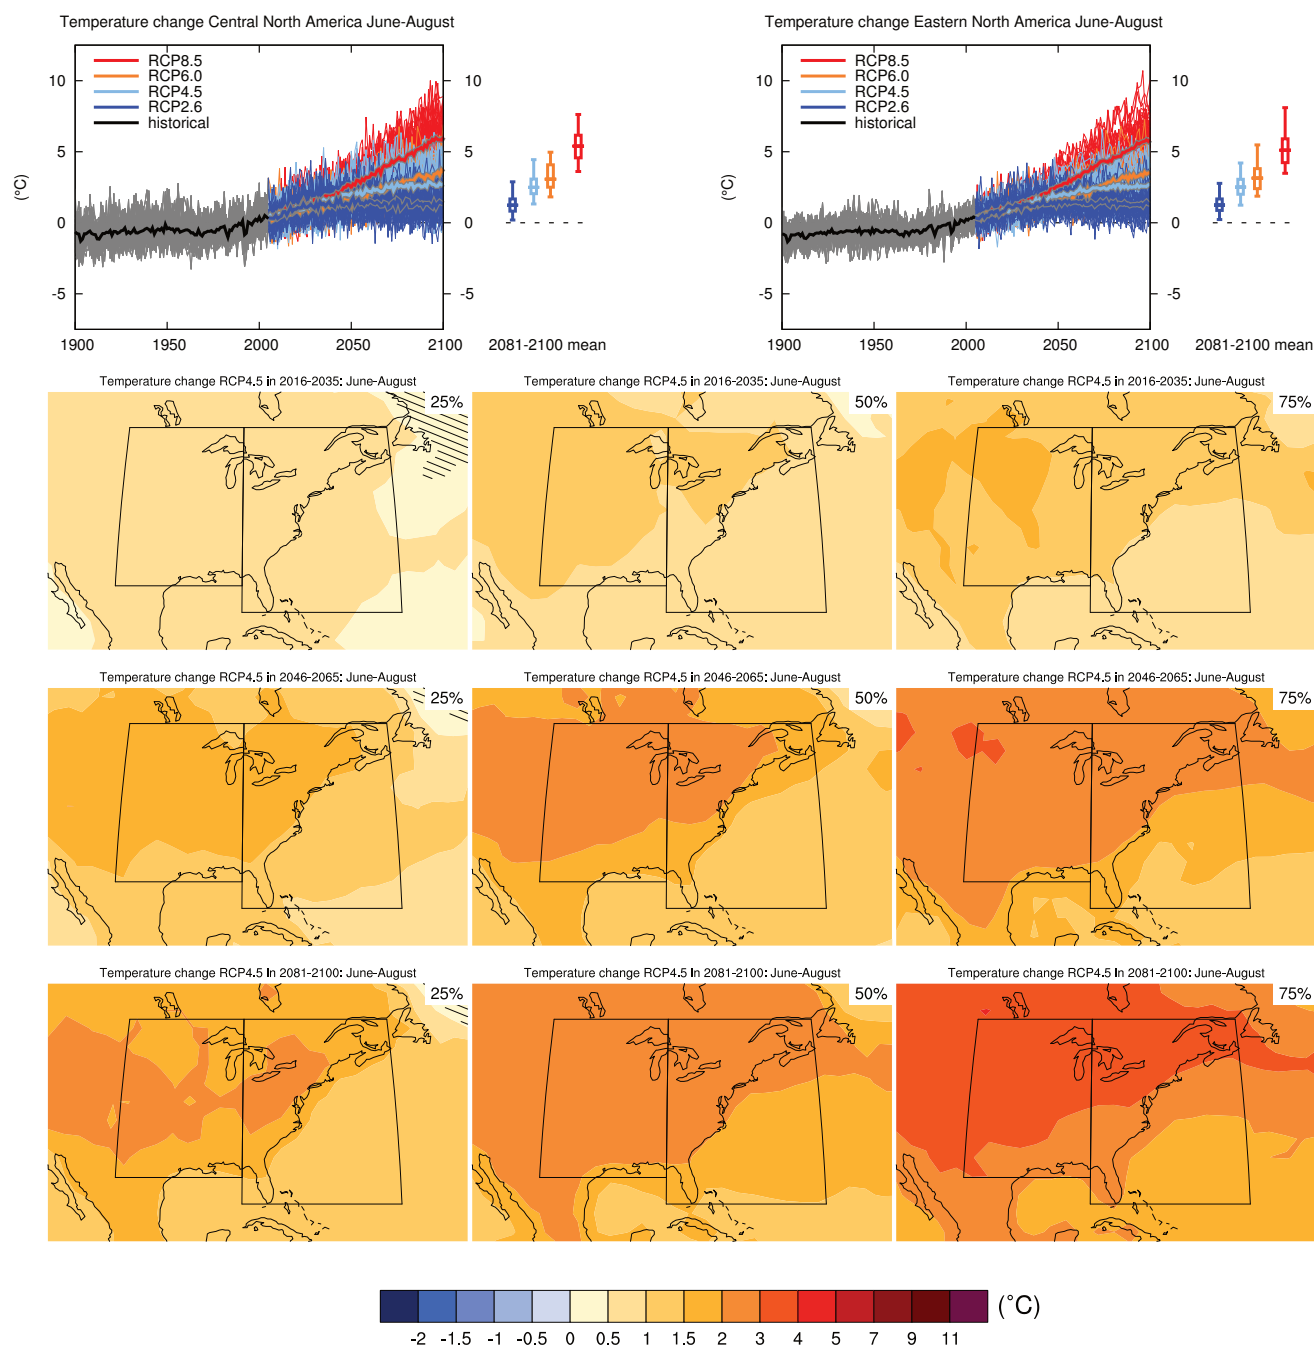 Temperature change Central North America June-August
Temperature change Eastern North America June-August
RCP8.5
RCP6.0
RCP4.5
RCP2.6
historical
(°C)
10
5
0
-5
10
5
0
-5
1900 1950 2000 2050 2100
2081-2100 mean
RCP8.5
RCP6.0
RCP4.5
RCP2.6
historical
(°C)
10
5
0
-5
10
5
0
-5
1900 1950 2000 2050 2100
2081-2100 mean
Temperature change RCP4.5 in 2016-2035: June-August
25%
Temperature change RCP4.5 in 2016-2035: June-August
50%
Temperature change RCP4.5 in 2016-2035: June-August
75%
Temperature change RCP4.5 in 2046-2065: June-August
25%
Temperature change RCP4.5 in 2046-2065: June-August
50%
Temperature change RCP4.5 in 2046-2065: June-August
75%
Temperature change RCP4.5 in 2081-2100: June-August
25%
Temperature change RCP4.5 in 2081-2100: June-August
50%
Temperature change RCP4.5 in 2081-2100: June-August
75%
(°C)
-2 -1.5 -1 -0.5 0 0.5 1 1.5 2 3 4 5 7 9 11